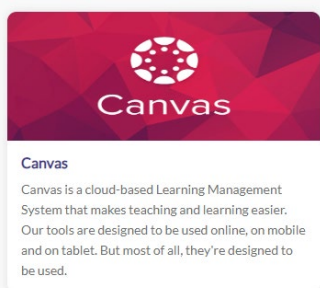 Canvas
Canvas
Canvas is a cloud-based Learning Management
System that makes teaching and learning easier.
Our tools are designed to be used online, on mobile
and on tablet. But most of all, they're designed to
be used.